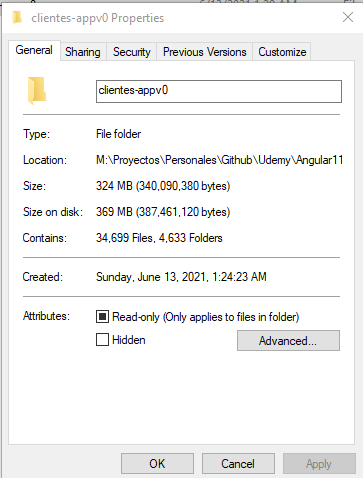 clientes-appv0 Properties
General Sharing Security Previous Versions Customize
clientes-appv0
Type: File folder
Location: M:\Proyectos\Personales\Github\Udemy\Angular11
Size: 324 MB (340,090,380 bytes)
Size on disk: 369 MB (387,461,120 bytes)
Contains: 34,699 Files, 4,633 Folders
Created: Sunday, June 13, 2021, 1:24:23 AM
Attributes: Read-only (Only applies to files in folder)
Hidden Advanced...
OK Cancel Apply